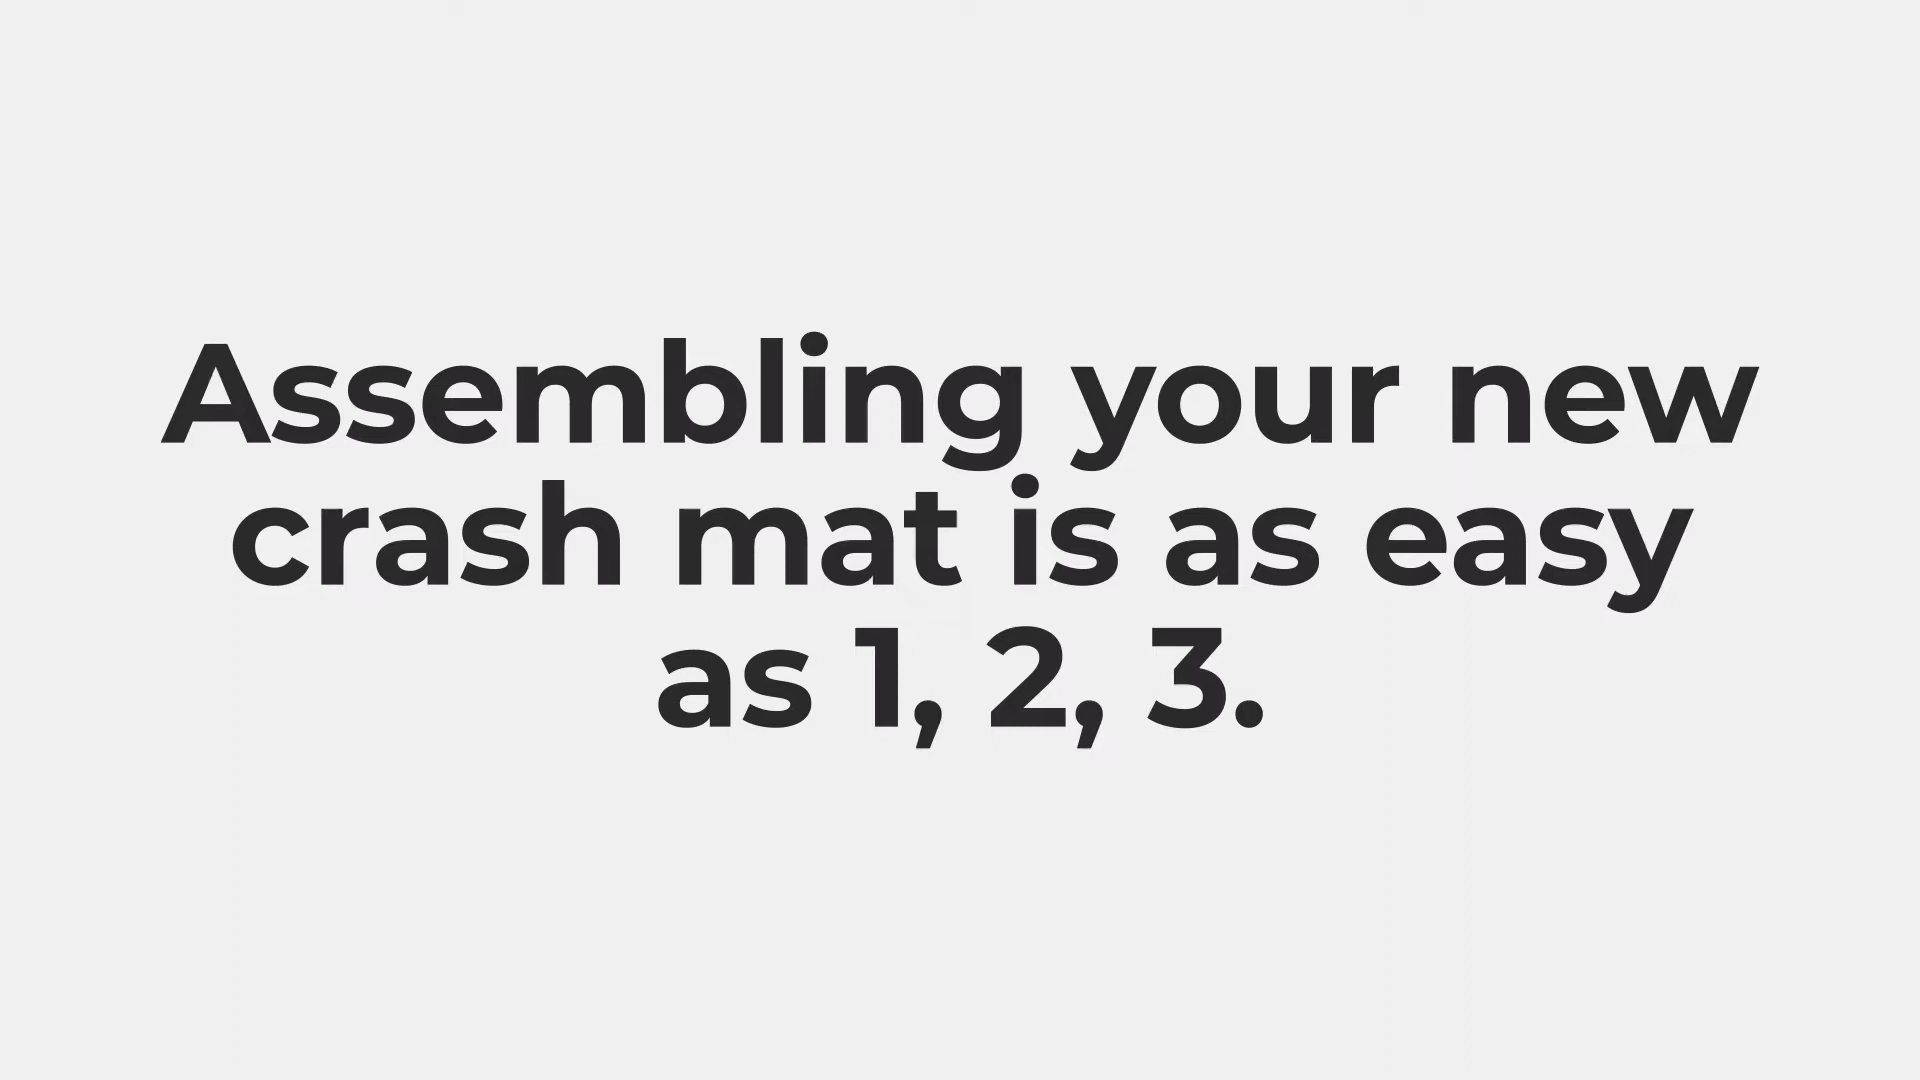 Assembling your new
crash mat is as easy
as 1, 2, 3.